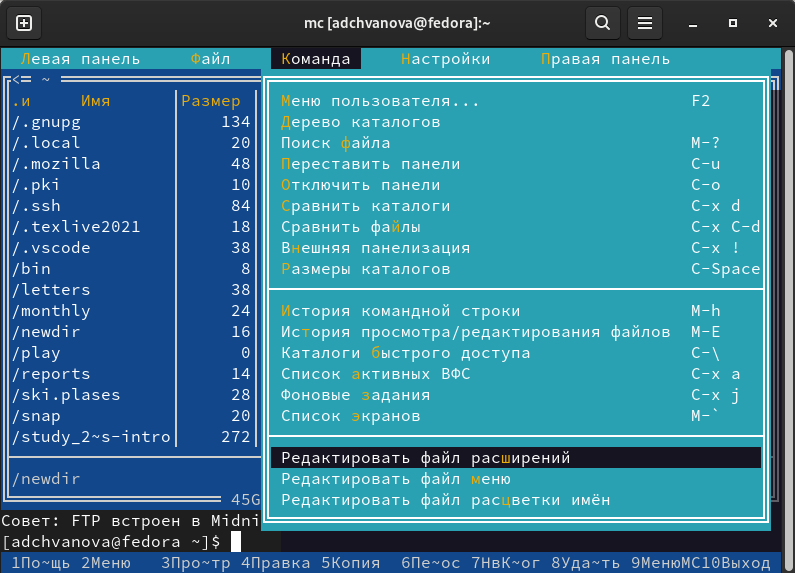 mc [adchvanova@fedora]:~
Левая панель Файл Команда Настройки Правая панель
<= ~
.и Имя Размер
/.gnupg 134
/.local 20
/.mozilla 48
/.pki 10
/.ssh 84
/.texlive2021 18
/.vscode 38
/bin 8
/letters 38
/monthly 24
/newdir 16
/play 0
/reports 14
/ski.plases 28
/snap 20
/study_2~s-intro 272
/newdir
45G
Меню пользователя... F2
Дерево каталогов
Поиск файла M-?
Переставить панели C-u
Отключить панели C-o
Сравнить каталоги C-x d
Сравнить файлы C-x C-d
Внешняя панелизация C-x !
Размеры каталогов C-Space
История командной строки M-h
История просмотра/редактирования файлов M-E
Каталоги быстрого доступа C-\
Список активных ВФС C-x a
Фоновые задания C-x j
Список экранов M-`
Редактировать файл расширений
Редактировать файл меню
Редактировать файл расцветки имён
Совет: FTP встроен в Midni
[adchvanova@fedora ~]$
1По~щь 2Меню 3Про~тр 4Правка 5Копия 6Пе~ос 7НвК~ог 8Уда~ть 9МенюMC10Выход